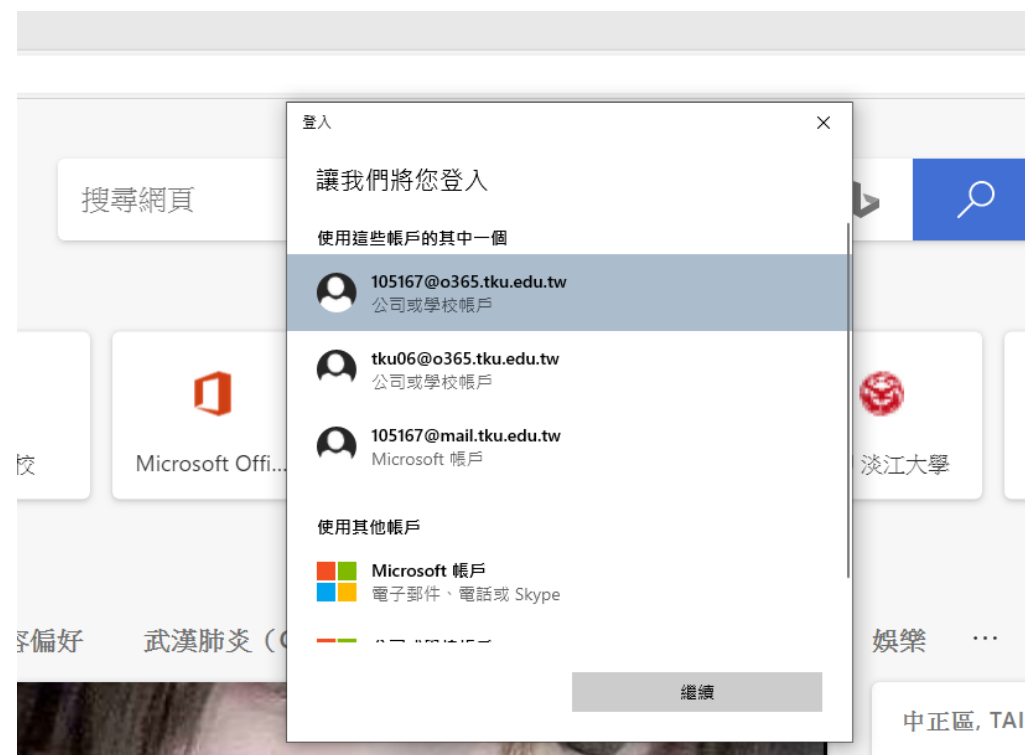 登入
讓我們將您登入
搜尋網頁
使用這些帳戶的其中一個
105167@o365.tku.edu.tw
公司或學校帳戶
tku06@o365.tku.edu.tw
公司或學校帳戶
105167@mail.tku.edu.tw
Microsoft 帳戶
校
Microsoft Offi...
淡江大學
使用其他帳戶
Microsoft 帳戶
電子郵件、電話或 Skype
偏好
武漢肺炎（
娛樂
...
繼續
中正區, TAI